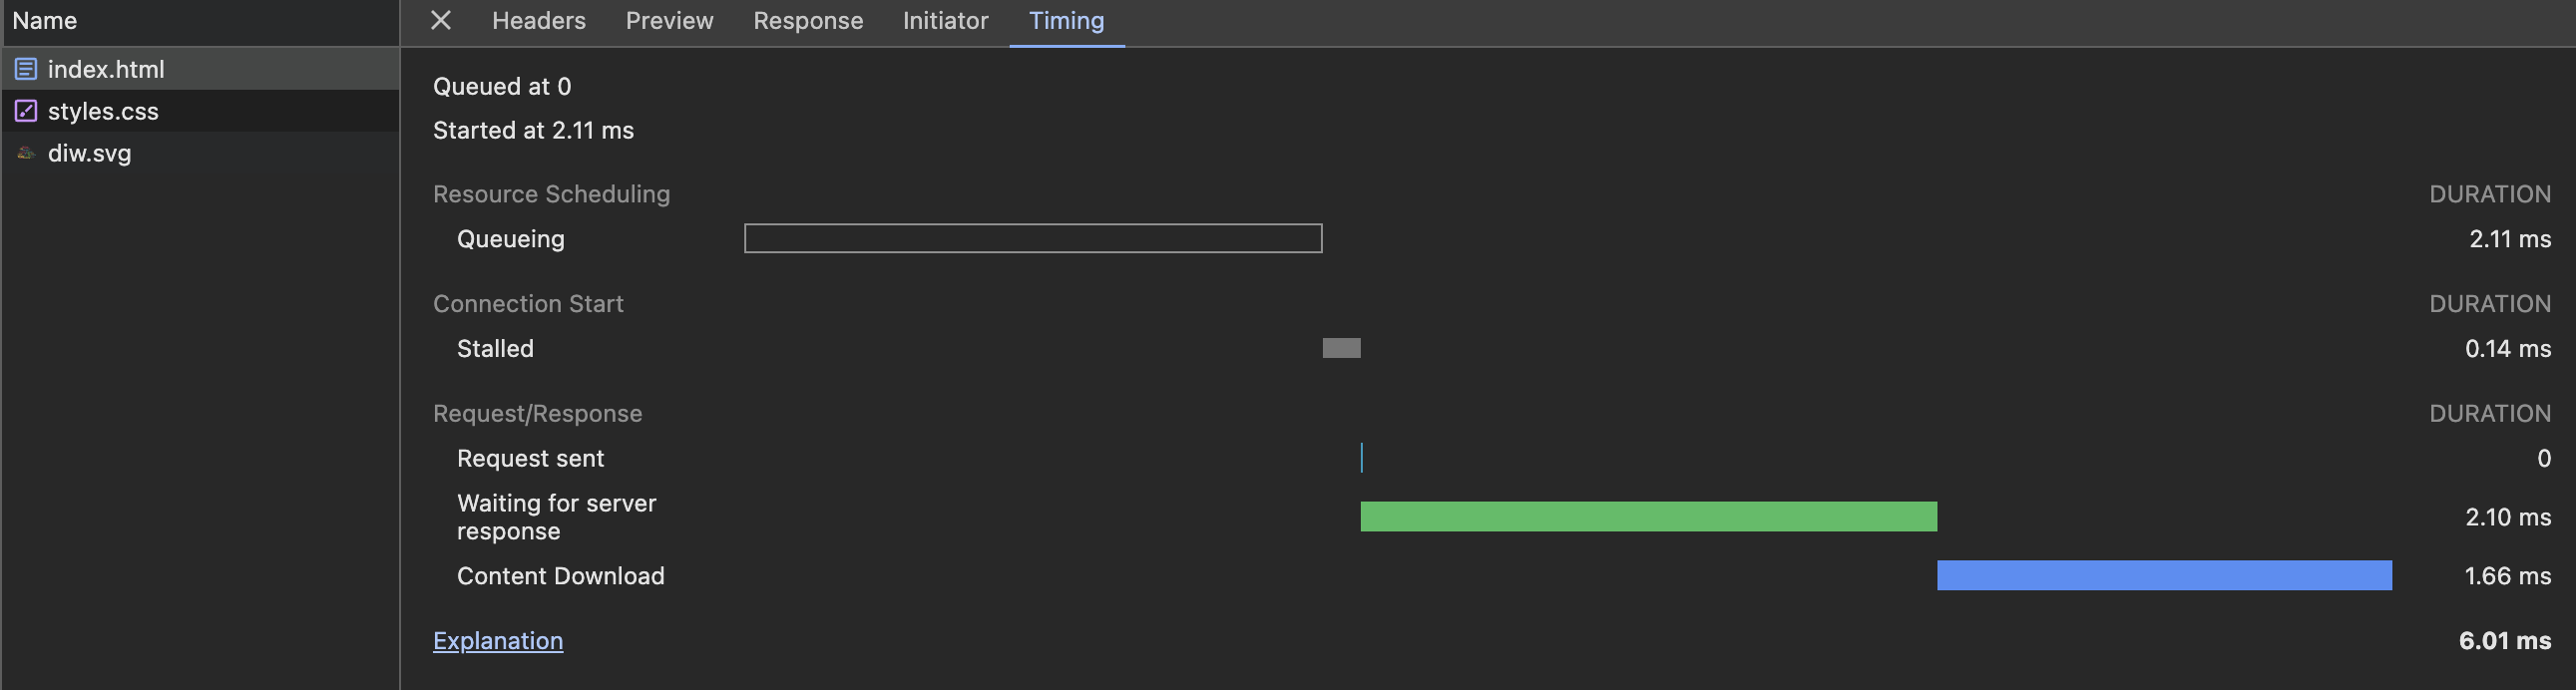 Name
index.html
styles.css
diw.svg
Headers Preview Response Initiator Timing
Queued at 0
Started at 2.11 ms
Resource Scheduling DURATION
Queueing 2.11 ms
Connection Start DURATION
Stalled 0.14 ms
Request/Response DURATION
Request sent 0
Waiting for server
response 2.10 ms
Content Download 1.66 ms
Explanation 6.01 ms